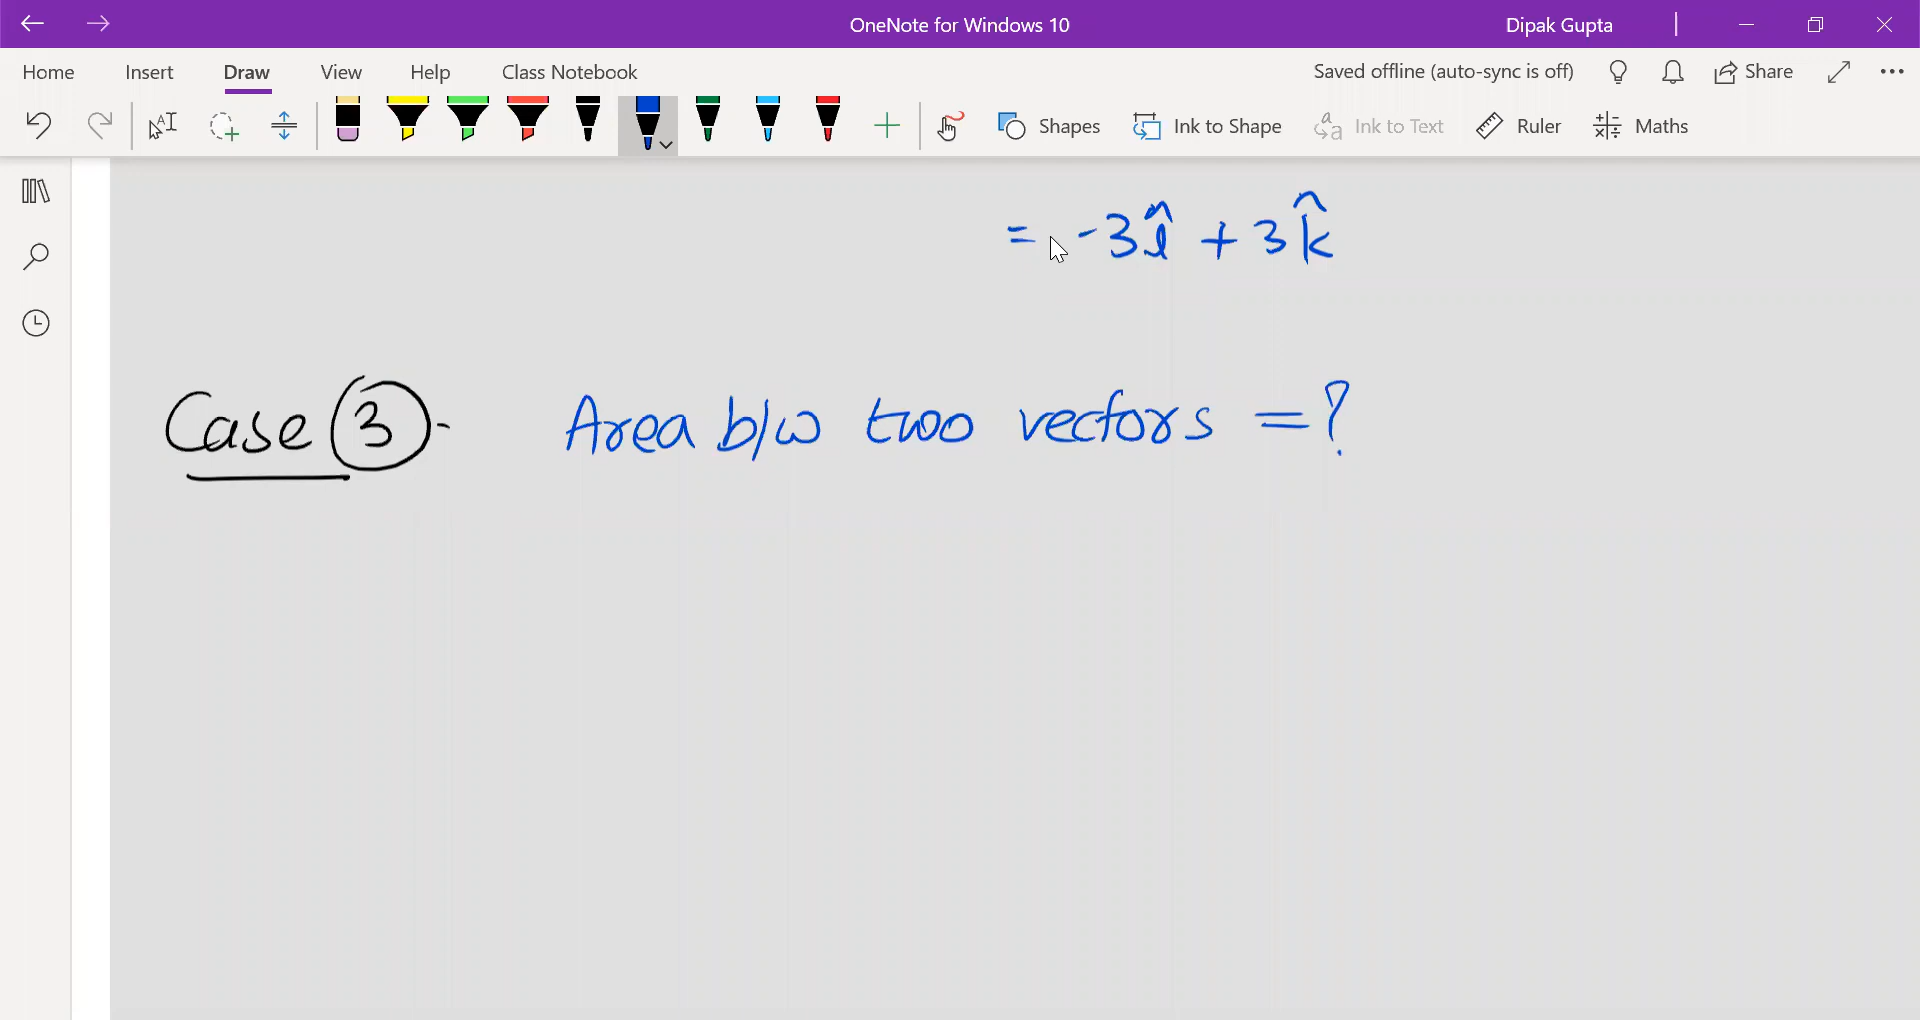 OneNote for Windows 10
Dipak Gupta
Home Insert Draw View Help Class Notebook
Saved offline (auto-sync is off) Share
Shapes Ink to Shape Ink to Text Ruler Maths
= -3î + 3k̂
Case 3 - Area b/w two vectors = ?